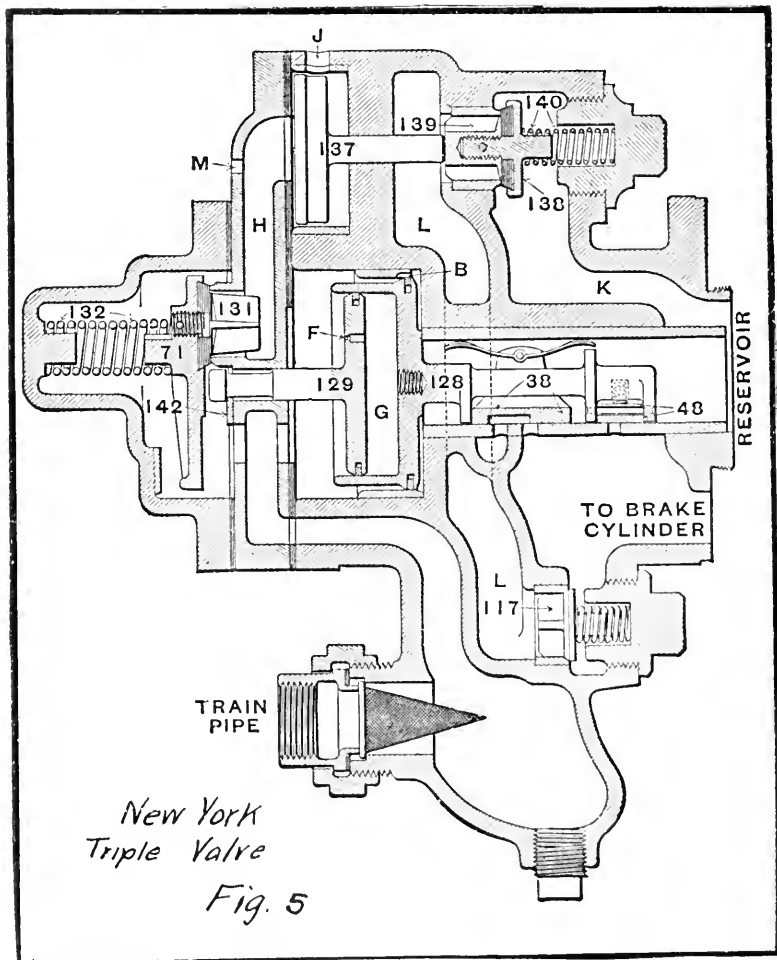 J
140
139
137
M
138
L
H
B
K
132
131
F
71
129
128
38
G
48
142
RESERVOIR
TO BRAKE
CYLINDER
L
117
TRAIN
PIPE
New York
Triple Valve
Fig. 5